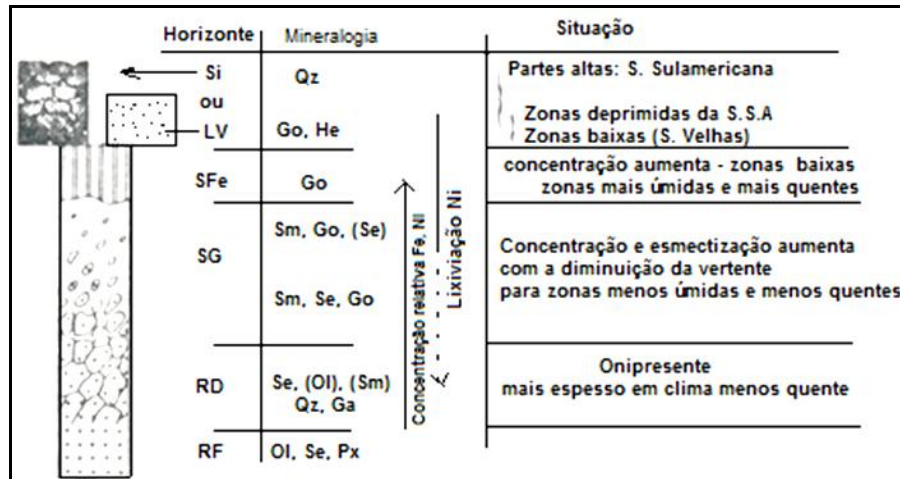 Horizonte Mineralogia Situação
Si Qz Partes altas: S. Sulamericana
ou Zonas deprimidas da S.S.A
LV Go, He Zonas baixas (S. Velhas)
SFe Go concentração aumenta - zonas baixas
zonas mais úmidas e mais quentes
SG Sm, Go, (Se) Concentração e esmectização aumenta
com a diminuição da vertente
Sm, Se, Go para zonas menos úmidas e menos quentes
RD Se, (Ol), (Sm) Onipresente
Qz, Ga mais espesso em clima menos quente
RF Ol, Se, Px
Concentração relativa Fe, Ni
Lixiviação Ni